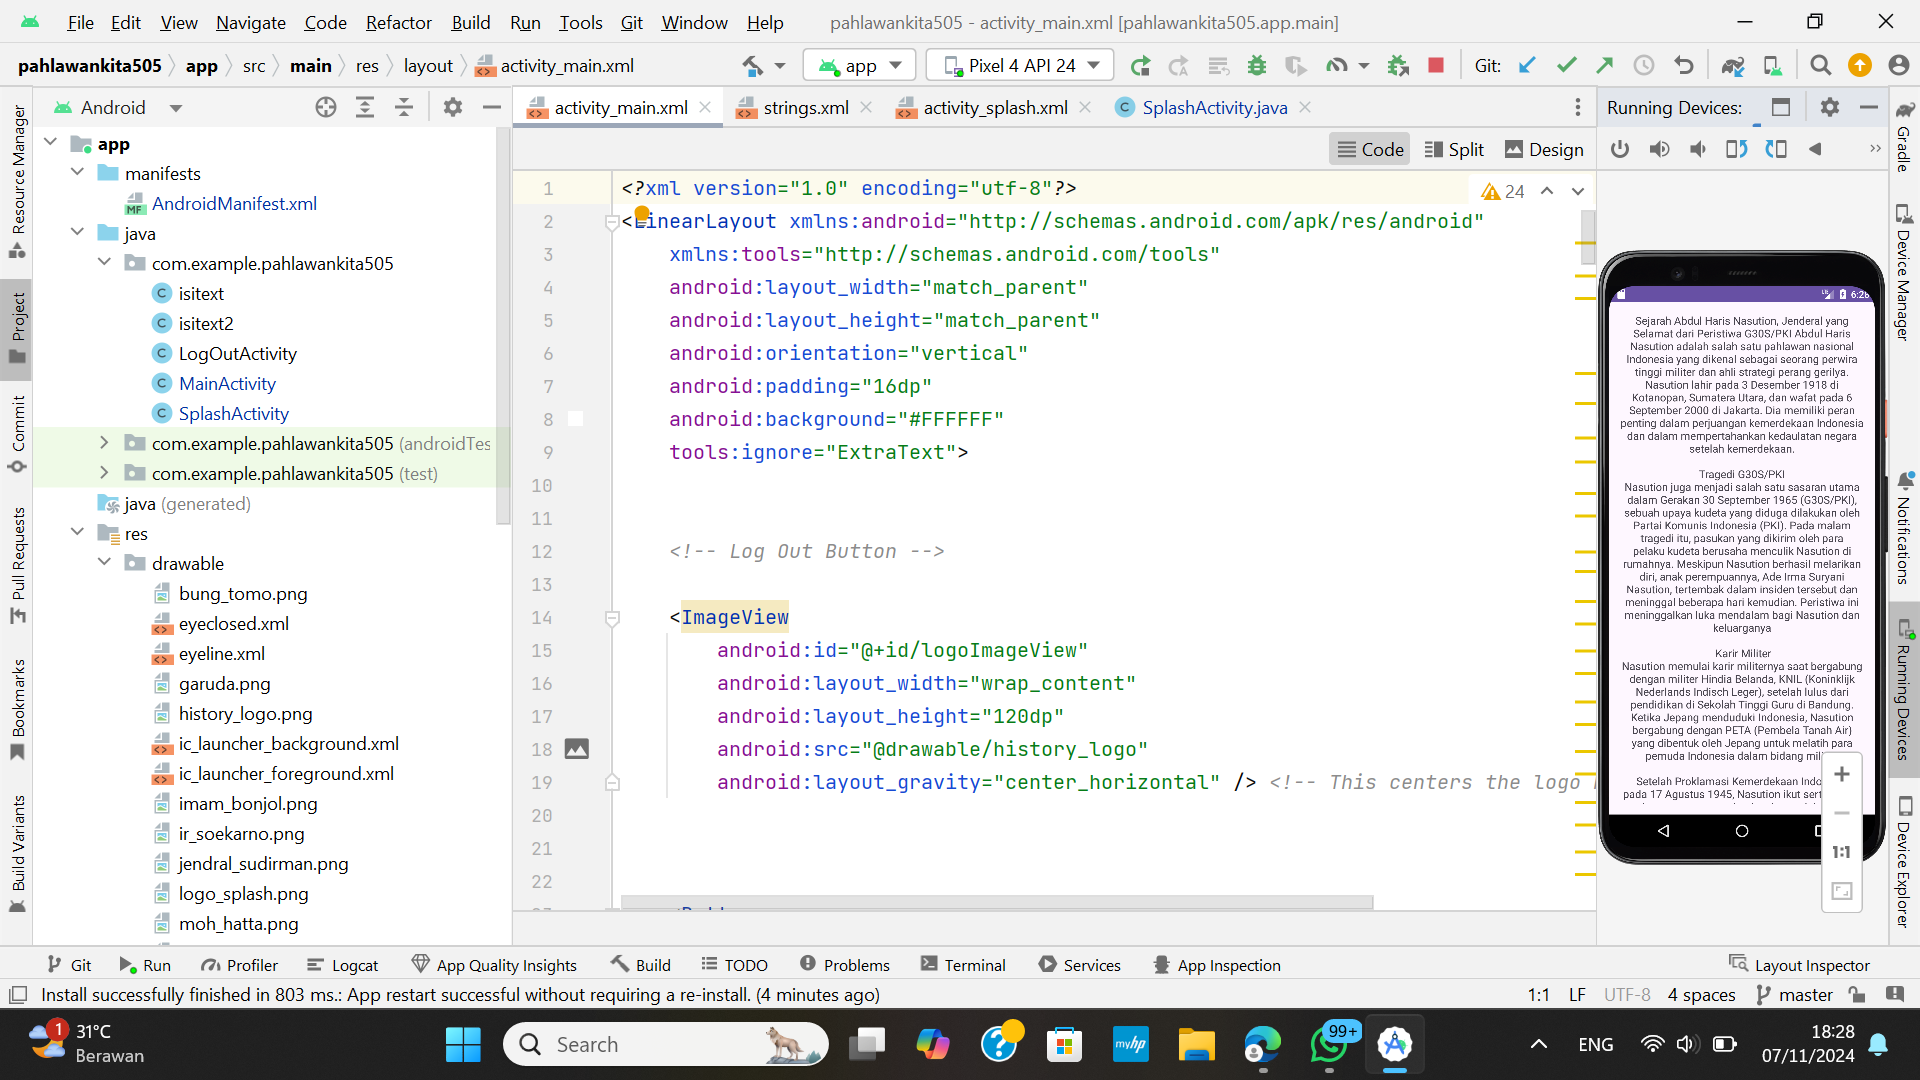 File Edit View Navigate Code Refactor Build Run Tools Git Window Help pahlawankita505 - activity_main.xml [pahlawankita505.app.main]
pahlawankita505 app src main res layout activity_main.xml app Pixel 4 API 24 Git:
Android
activity_main.xml strings.xml activity_splash.xml SplashActivity.java
Running Devices:
Code Split Design
Resource Manager
Project
Commit
Pull Requests
Bookmarks
Build Variants
app
manifests
AndroidManifest.xml
java
com.example.pahlawankita505
isitext
isitext2
LogOutActivity
MainActivity
SplashActivity
com.example.pahlawankita505 (androidTes
com.example.pahlawankita505 (test)
java (generated)
res
drawable
bung_tomo.png
eyeclosed.xml
eyeline.xml
garuda.png
history_logo.png
ic_launcher_background.xml
ic_launcher_foreground.xml
imam_bonjol.png
ir_soekarno.png
jendral_sudirman.png
logo_splash.png
moh_hatta.png
24
1 <?xml version="1.0" encoding="utf-8"?>
2 <LinearLayout xmlns:android="http://schemas.android.com/apk/res/android"
3 xmlns:tools="http://schemas.android.com/tools"
4 android:layout_width="match_parent"
5 android:layout_height="match_parent"
6 android:orientation="vertical"
7 android:padding="16dp"
8 android:background="#FFFFFF"
9 tools:ignore="ExtraText">
10
11
12 <!-- Log Out Button -->
13
14 <ImageView
15 android:id="@+id/logoImageView"
16 android:layout_width="wrap_content"
17 android:layout_height="120dp"
18 android:src="@drawable/history_logo"
19 android:layout_gravity="center_horizontal" /> <!-- This centers the logo
20
21
22
6:28
Sejarah Abdul Haris Nasution, Jenderal yang
Selamat dari Peristiwa G30S/PKI Abdul Haris
Nasution adalah salah satu pahlawan nasional
Indonesia yang dikenal sebagai seorang perwira
tinggi militer dan ahli strategi perang gerilya.
Nasution lahir pada 3 Desember 1918 di
Kotanopan, Sumatera Utara, dan wafat pada 6
September 2000 di Jakarta. Dia memiliki peran
penting dalam perjuangan kemerdekaan Indonesia
dan dalam mempertahankan kedaulatan negara
setelah kemerdekaan.
Tragedi G30S/PKI
Nasution juga menjadi salah satu sasaran utama
dalam Gerakan 30 September 1965 (G30S/PKI),
sebuah upaya kudeta yang diduga dilakukan oleh
Partai Komunis Indonesia (PKI). Pada malam
tragedi itu, pasukan yang dikirim oleh para
pelaku kudeta berusaha menculik Nasution di
rumahnya. Meskipun Nasution berhasil melarikan
diri, anak perempuannya, Ade Irma Suryani
Nasution, tertembak dalam insiden tersebut dan
meninggal beberapa hari kemudian. Peristiwa ini
meninggalkan luka mendalam bagi Nasution dan
keluarganya
Karir Militer
Nasution memulai karir militernya saat bergabung
dengan militer Hindia Belanda, KNIL (Koninklijk
Nederlands Indisch Leger), setelah lulus dari
pendidikan di Sekolah Tinggi Guru di Bandung.
Ketika Jepang menduduki Indonesia, Nasution
bergabung dengan PETA (Pembela Tanah Air)
yang dibentuk oleh Jepang untuk melatih para
pemuda Indonesia dalam bidang mil
Setelah Proklamasi Kemerdekaan Indo
pada 17 Agustus 1945, Nasution ikut sert
1:1
Gradle
Device Manager
Notifications
Running Devices
Device Explorer
Git Run Profiler Logcat App Quality Insights Build TODO Problems Terminal Services App Inspection Layout Inspector
Install successfully finished in 803 ms.: App restart successful without requiring a re-install. (4 minutes ago) 1:1 LF UTF-8 4 spaces master
1 31°C
Berawan
Search
myhp
99+
ENG
18:28
07/11/2024